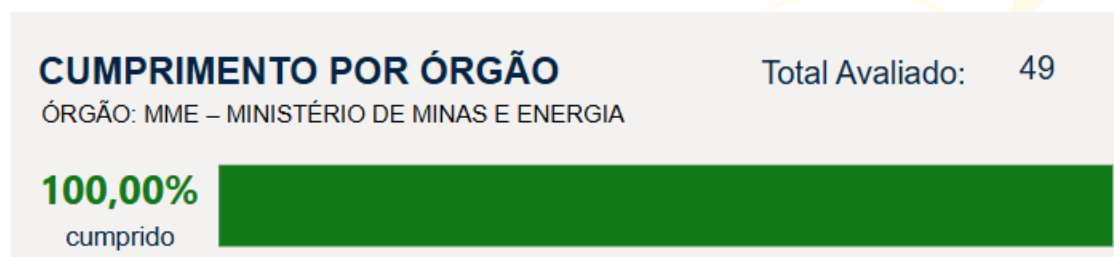 CUMPRIMENTO POR ÓRGÃO
Total Avaliado: 49
ÓRGÃO: MME – MINISTÉRIO DE MINAS E ENERGIA
100,00%
cumprido